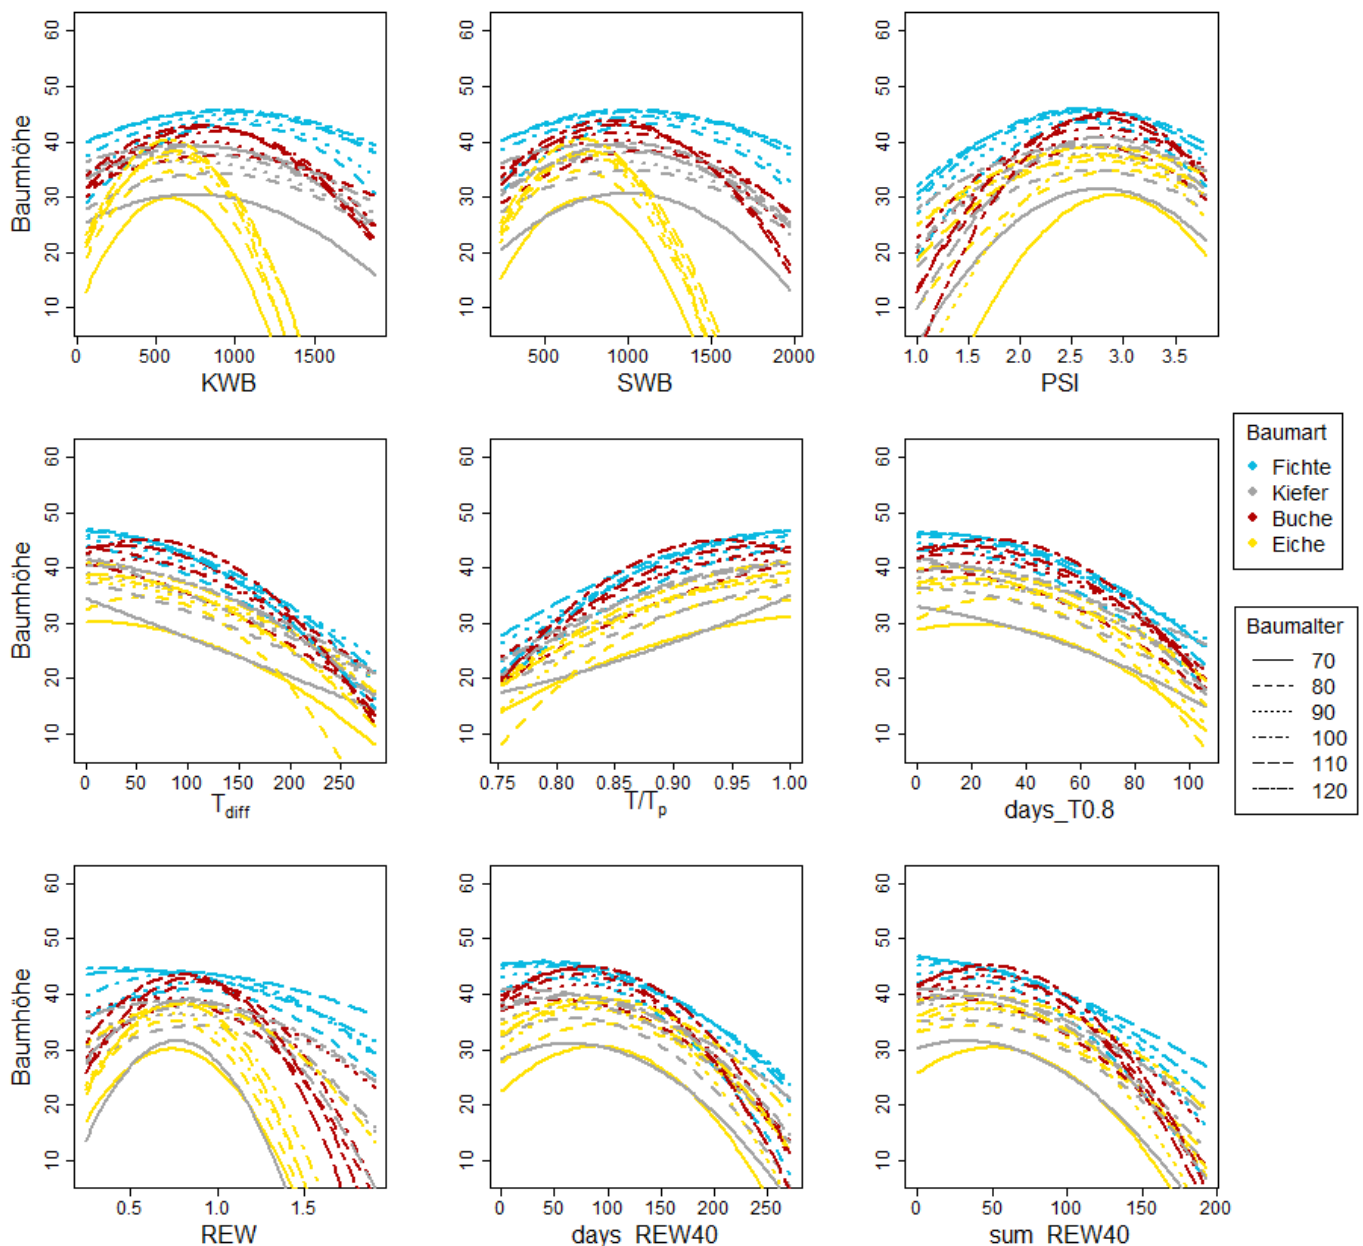 60
50
40
30
20
10
Baumhöhe
0 500 1000 1500
KWB
60
50
40
30
20
10
500 1000 1500 2000
SWB
60
50
40
30
20
10
1.0 1.5 2.0 2.5 3.0 3.5
PSI
60
50
40
30
20
10
Baumhöhe
0 50 100 150 200 250
Tdiff
60
50
40
30
20
10
0.75 0.80 0.85 0.90 0.95 1.00
T/Tp
60
50
40
30
20
10
0 20 40 60 80 100
days_T0.8
Baumart
Fichte
Kiefer
Buche
Eiche
Baumalter
70
80
90
100
110
120
60
50
40
30
20
10
Baumhöhe
0.5 1.0 1.5
REW
60
50
40
30
20
10
0 50 100 150 200 250
days_REW40
60
50
40
30
20
10
0 50 100 150 200
sum_REW40